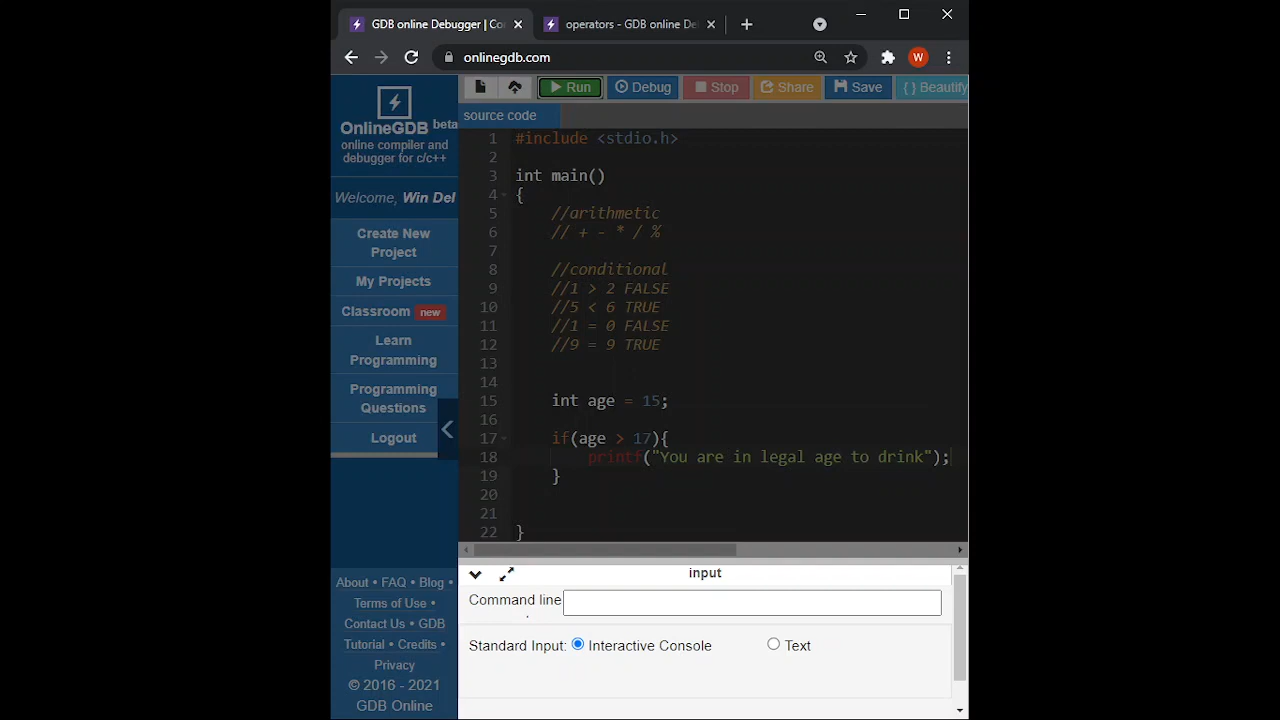 GDB online Debugger | Co
operators - GDB online De
onlinegdb.com
W
Run
Debug
Stop
Share
Save
{ } Beautify
OnlineGDB beta
online compiler and
debugger for c/c++
Welcome, Win Del
Create New
Project
My Projects
Classroom new
Learn
Programming
Programming
Questions
Logout
About • FAQ • Blog •
Terms of Use •
Contact Us • GDB
Tutorial • Credits •
Privacy
© 2016 - 2021
GDB Online
source code
1 #include <stdio.h>
2
3 int main()
4 {
5 //arithmetic
6 // + - * / %
7
8 //conditional
9 //1 > 2 FALSE
10 //5 < 6 TRUE
11 //1 = 0 FALSE
12 //9 = 9 TRUE
13
14
15 int age = 15;
16
17 if(age > 17){
18 printf("You are in legal age to drink");
19 }
20
21
22 }
input
Command line
Standard Input: Interactive Console Text